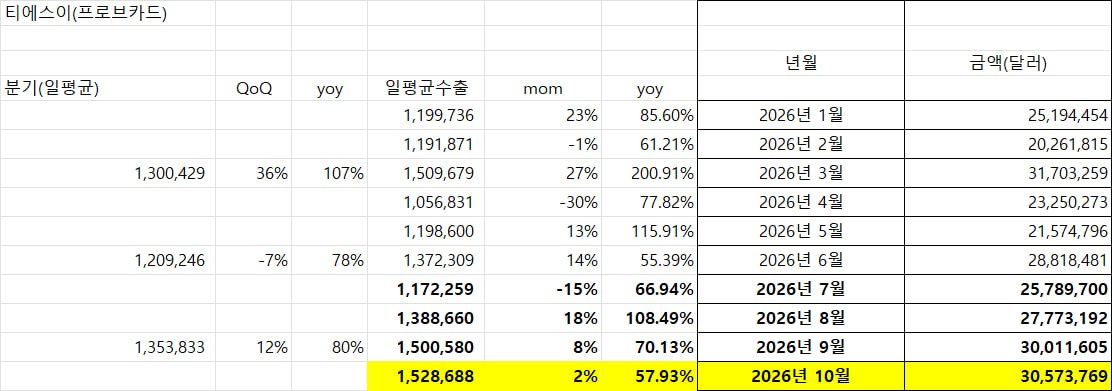 티에스이(프로브카드)
년월 금액(달러)
분기(일평균) QoQ yoy 일평균수출 mom yoy
1,199,736 23% 85.60% 2026년 1월 25,194,454
1,191,871 -1% 61.21% 2026년 2월 20,261,815
1,300,429 36% 107% 1,509,679 27% 200.91% 2026년 3월 31,703,259
1,056,831 -30% 77.82% 2026년 4월 23,250,273
1,198,600 13% 115.91% 2026년 5월 21,574,796
1,209,246 -7% 78% 1,372,309 14% 55.39% 2026년 6월 28,818,481
1,172,259 -15% 66.94% 2026년 7월 25,789,700
1,388,660 18% 108.49% 2026년 8월 27,773,192
1,353,833 12% 80% 1,500,580 8% 70.13% 2026년 9월 30,011,605
1,528,688 2% 57.93% 2026년 10월 30,573,769